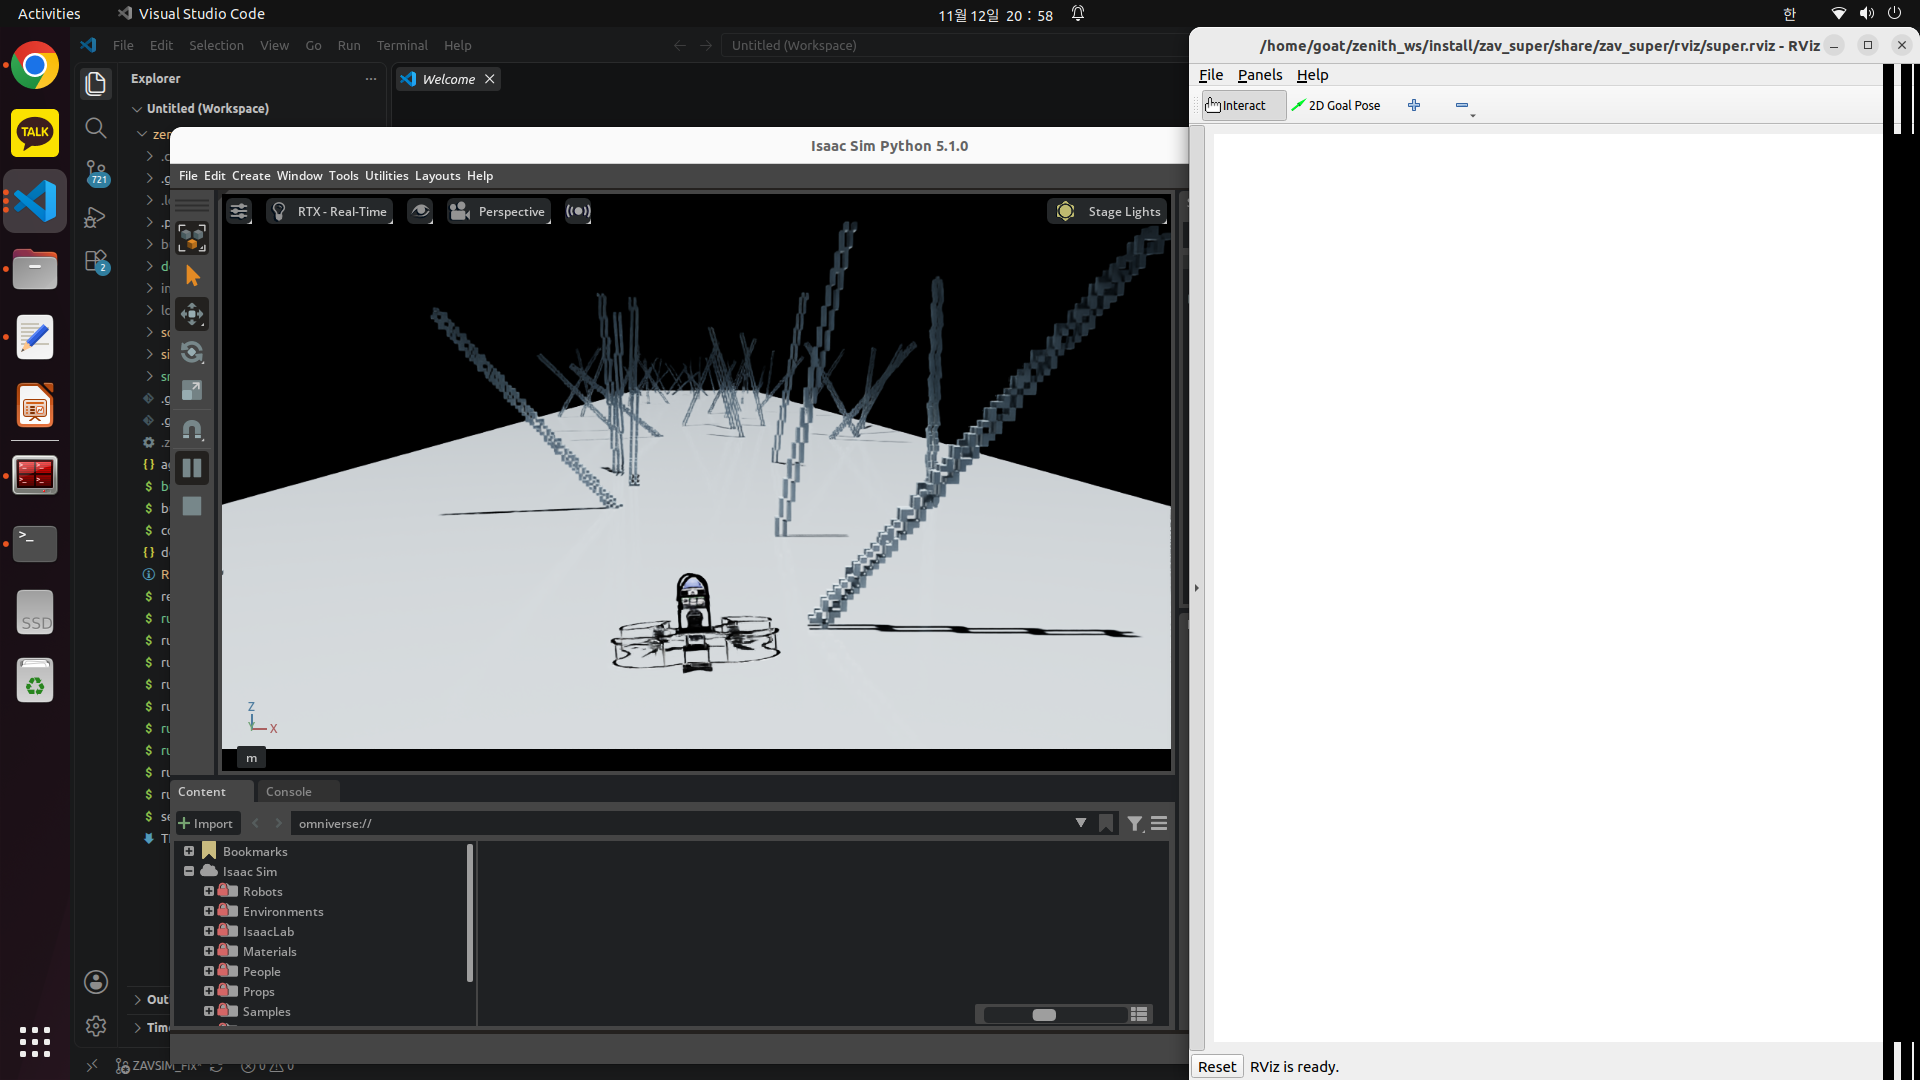 Activities
Visual Studio Code
11월 12일 20 : 58
한
File Edit Selection View Go Run Terminal Help
Untitled (Workspace)
Explorer
Welcome
Untitled (Workspace)
TALK
721
2
SSD
Isaac Sim Python 5.1.0
File Edit Create Window Tools Utilities Layouts Help
RTX - Real-Time
Perspective
Stage Lights
Z
X
m
Content
Console
Import
omniverse://
Bookmarks
Isaac Sim
Robots
Environments
IsaacLab
Materials
People
Props
Samples
ZAVSIM_Fix*
0
0
/home/goat/zenith_ws/install/zav_super/share/zav_super/rviz/super.rviz - RViz
File Panels Help
Interact
2D Goal Pose
Reset
RViz is ready.